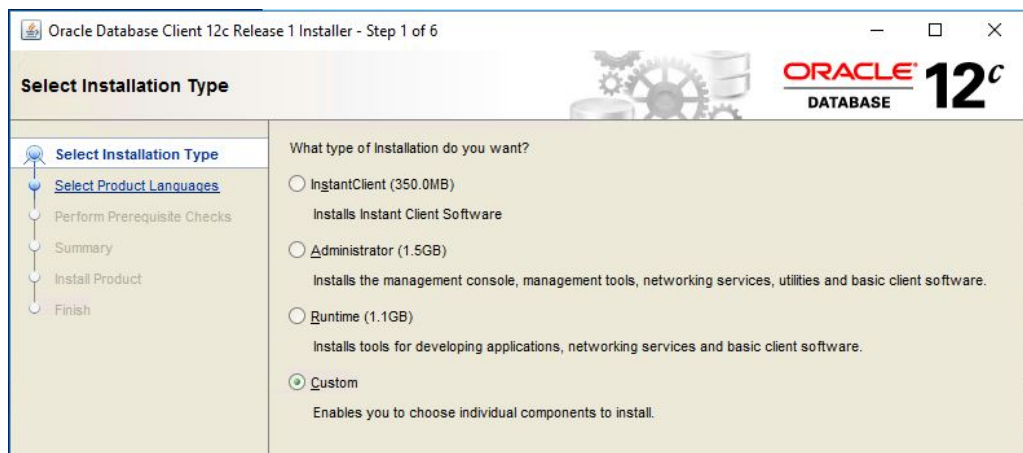 Oracle Database Client 12c Release 1 Installer - Step 1 of 6
Select Installation Type
ORACLE
DATABASE
12c
Select Installation Type
Select Product Languages
Perform Prerequisite Checks
Summary
Install Product
Finish
What type of Installation do you want?
InstantClient (350.0MB)
Installs Instant Client Software
Administrator (1.5GB)
Installs the management console, management tools, networking services, utilities and basic client software.
Runtime (1.1GB)
Installs tools for developing applications, networking services and basic client software.
Custom
Enables you to choose individual components to install.